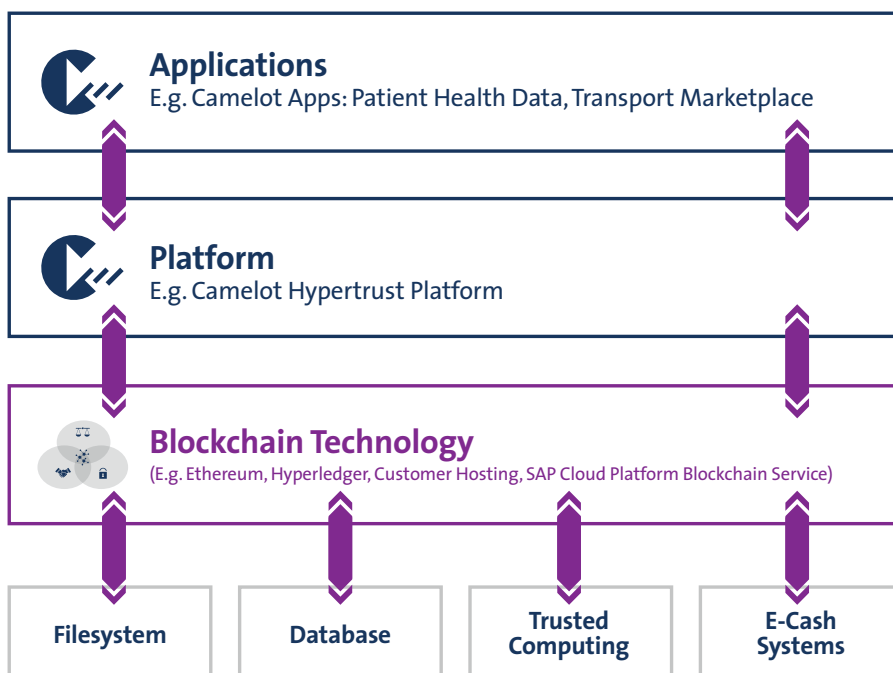 Applications
E.g. Camelot Apps: Patient Health Data, Transport Marketplace
Platform
E.g. Camelot Hypertrust Platform
Blockchain Technology
(E.g. Ethereum, Hyperledger, Customer Hosting, SAP Cloud Platform Blockchain Service)
Filesystem
Database
Trusted
Computing
E-Cash
Systems